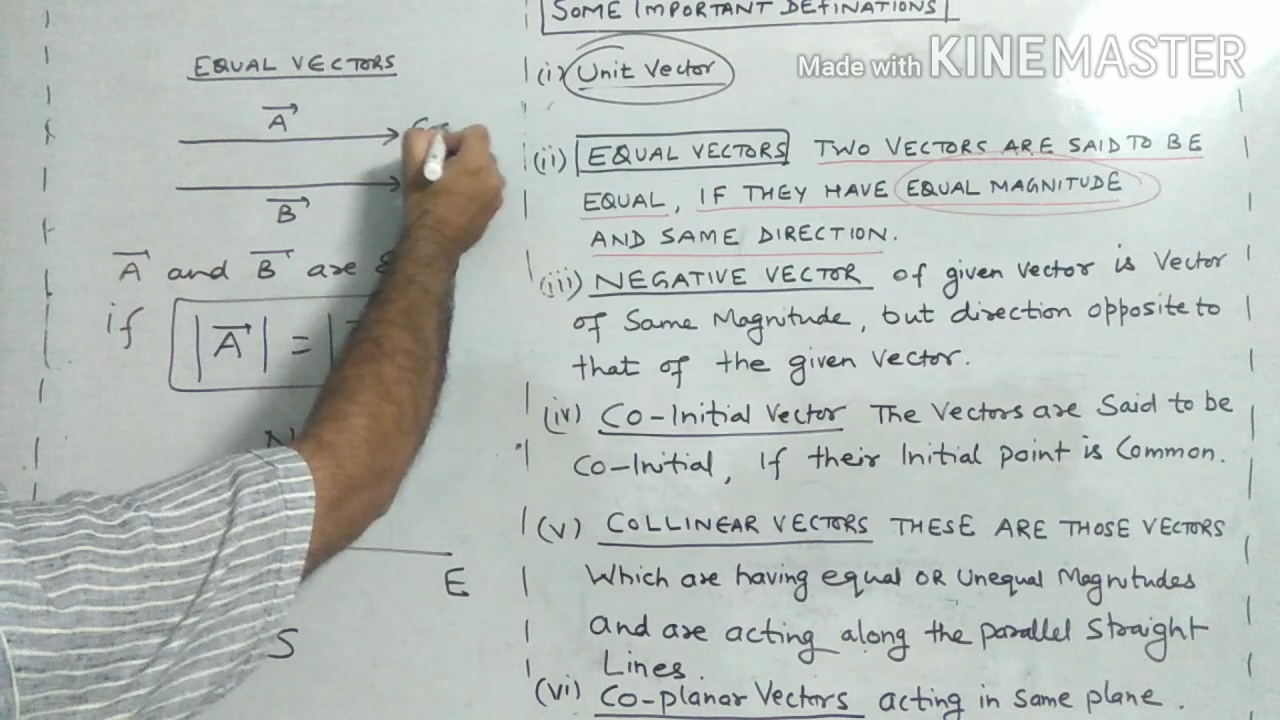 EQUAL VECTORS
A
B
A and B are
if |A| = |
N
E
S
SOME IMPORTANT DEFINATIONS
Made with KINEMASTER
(i) Unit Vector
(ii) EQUAL VECTORS TWO VECTORS ARE SAID TO BE
EQUAL, IF THEY HAVE EQUAL MAGNITUDE
AND SAME DIRECTION.
(iii) NEGATIVE VECTOR of given vector is Vector
of Same Magnitude, but direction opposite to
that of the given vector.
(iv) Co-Initial Vector The Vectors are Said to be
Co-Initial, If their Initial point is Common.
(v) COLLINEAR VECTORS THESE ARE THOSE VECTORS
Which are having equal OR Unequal Magnitudes
and are acting along the parallel Straight
Lines.
(vi) Co-planar Vectors acting in same plane.